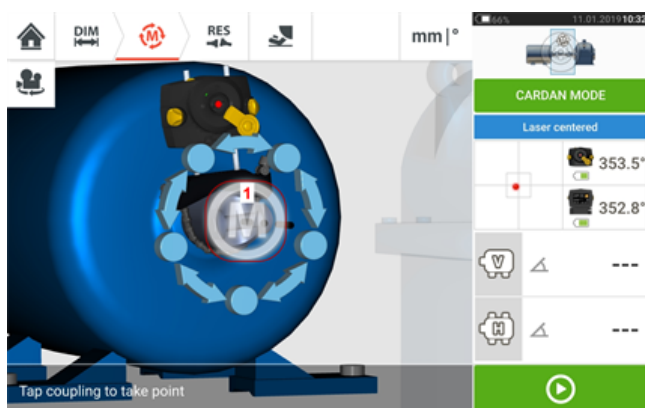 DIM
M
RES
mm|°
66%
11.01.2019 10:32
CARDAN MODE
Laser centered
353.5°
352.8°
1
M
V
---
H
---
Tap coupling to take point